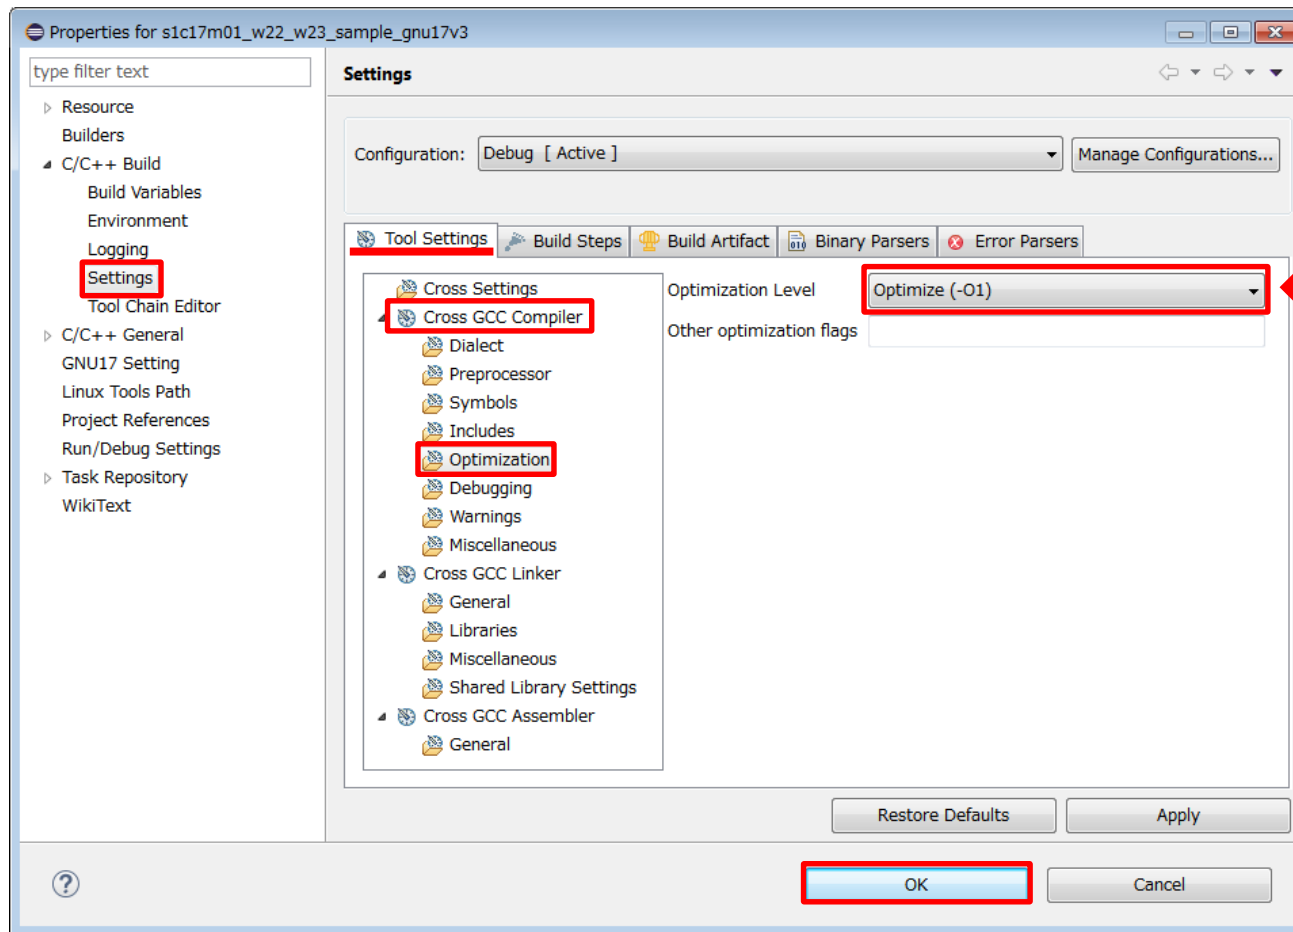 Properties for s1c17m01_w22_w23_sample_gnu17v3
type filter text
Resource
Builders
C/C++ Build
Build Variables
Environment
Logging
Settings
Tool Chain Editor
C/C++ General
GNU17 Setting
Linux Tools Path
Project References
Run/Debug Settings
Task Repository
WikiText
Settings
Configuration: Debug [ Active ] Manage Configurations...
Tool Settings Build Steps Build Artifact Binary Parsers Error Parsers
Cross Settings
Cross GCC Compiler
Dialect
Preprocessor
Symbols
Includes
Optimization
Debugging
Warnings
Miscellaneous
Cross GCC Linker
General
Libraries
Miscellaneous
Shared Library Settings
Cross GCC Assembler
General
Optimization Level Optimize (-O1)
Other optimization flags
Restore Defaults Apply
OK Cancel